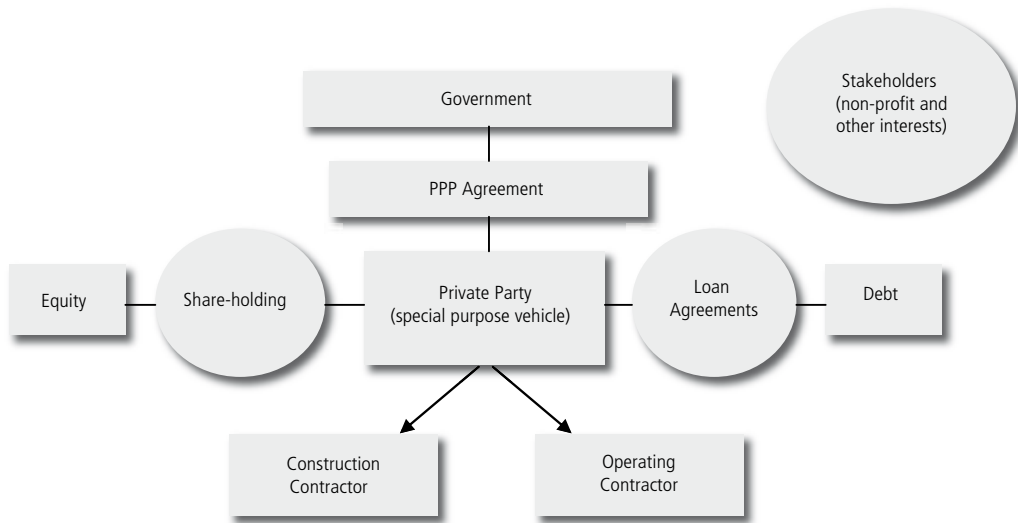 Government
Stakeholders
(non-profit and
other interests)
PPP Agreement
Equity
Share-holding
Private Party
(special purpose vehicle)
Loan
Agreements
Debt
Construction
Contractor
Operating
Contractor